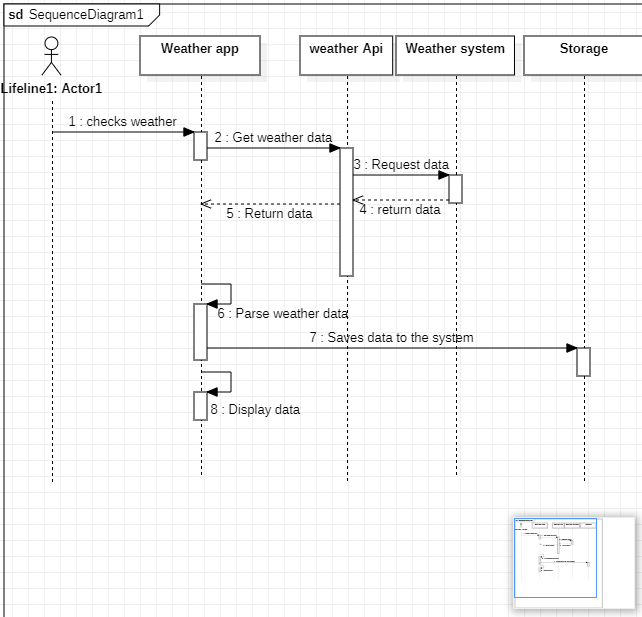 sd SequenceDiagram1
Weather app
weather Api
Weather system
Storage
Lifeline1: Actor1
1 : checks weather
2 : Get weather data
3 : Request data
4 : return data
5 : Return data
6 : Parse weather data
7 : Saves data to the system
8 : Display data